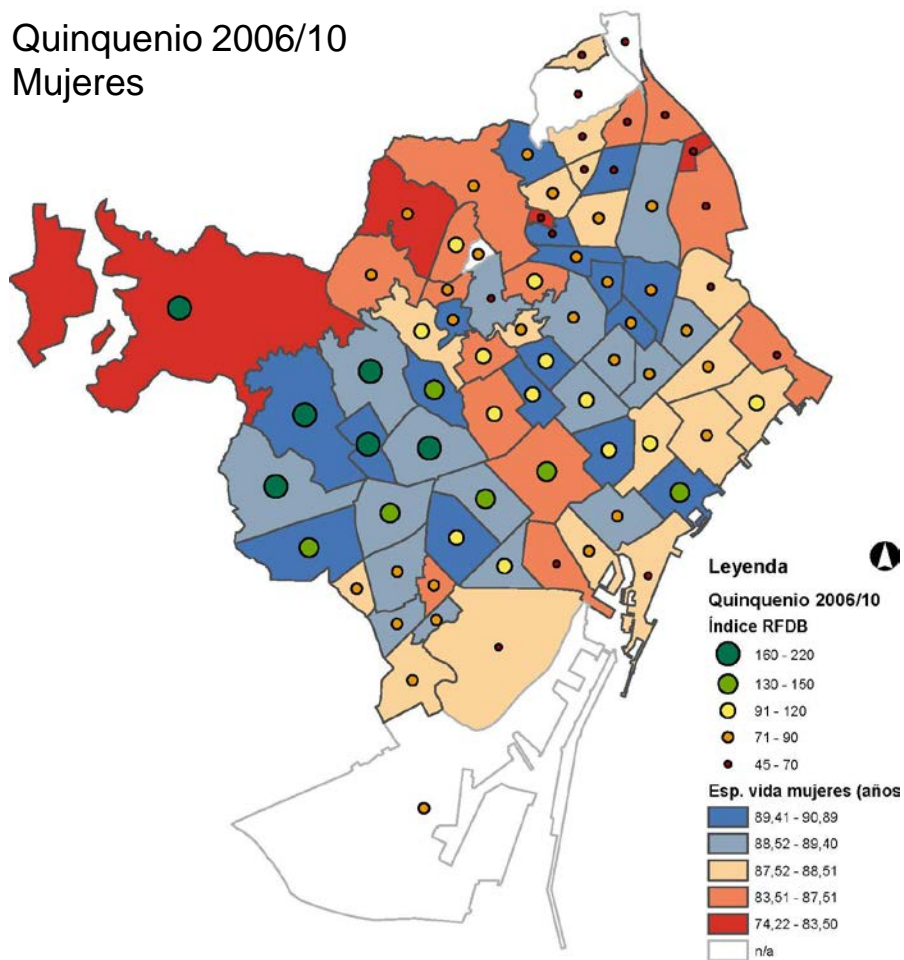 Quinquenio 2006/10
Mujeres
Leyenda
Quinquenio 2006/10
Índice RFDB
160 - 220
130 - 150
91 - 120
71 - 90
45 - 70
Esp. vida mujeres (años
89,41 - 90,89
88,52 - 89,40
87,52 - 88,51
83,51 - 87,51
74,22 - 83,50
n/a